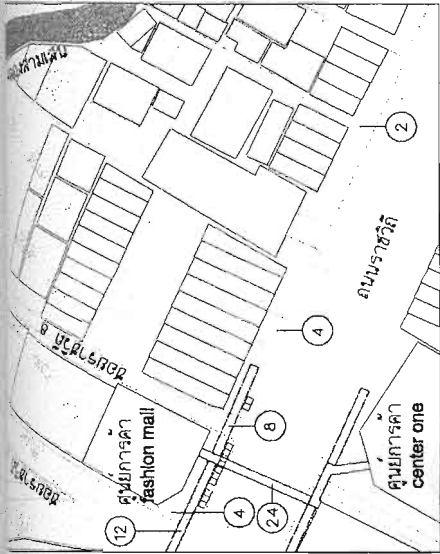 2
ถนนราชวิถี
4
8
ศูนย์การค้า
fashion mall
12
4
24
ศูนย์การค้า
center one